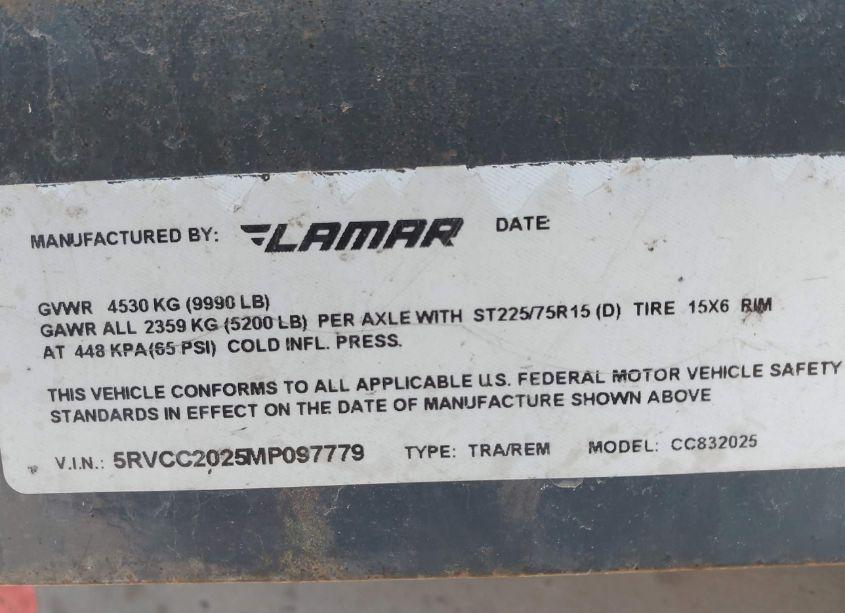 MANUFACTURED BY: LAMAR DATE
GVWR 4530 KG (9990 LB)
GAWR ALL 2359 KG (5200 LB) PER AXLE WITH ST225/75R15 (D) TIRE 15X6 RIM
AT 448 KPA(65 PSI) COLD INFL. PRESS.
THIS VEHICLE CONFORMS TO ALL APPLICABLE U.S. FEDERAL MOTOR VEHICLE SAFETY
STANDARDS IN EFFECT ON THE DATE OF MANUFACTURE SHOWN ABOVE
V.I.N.: 5RVCC2025MP097779 TYPE: TRA/REM MODEL: CC832025